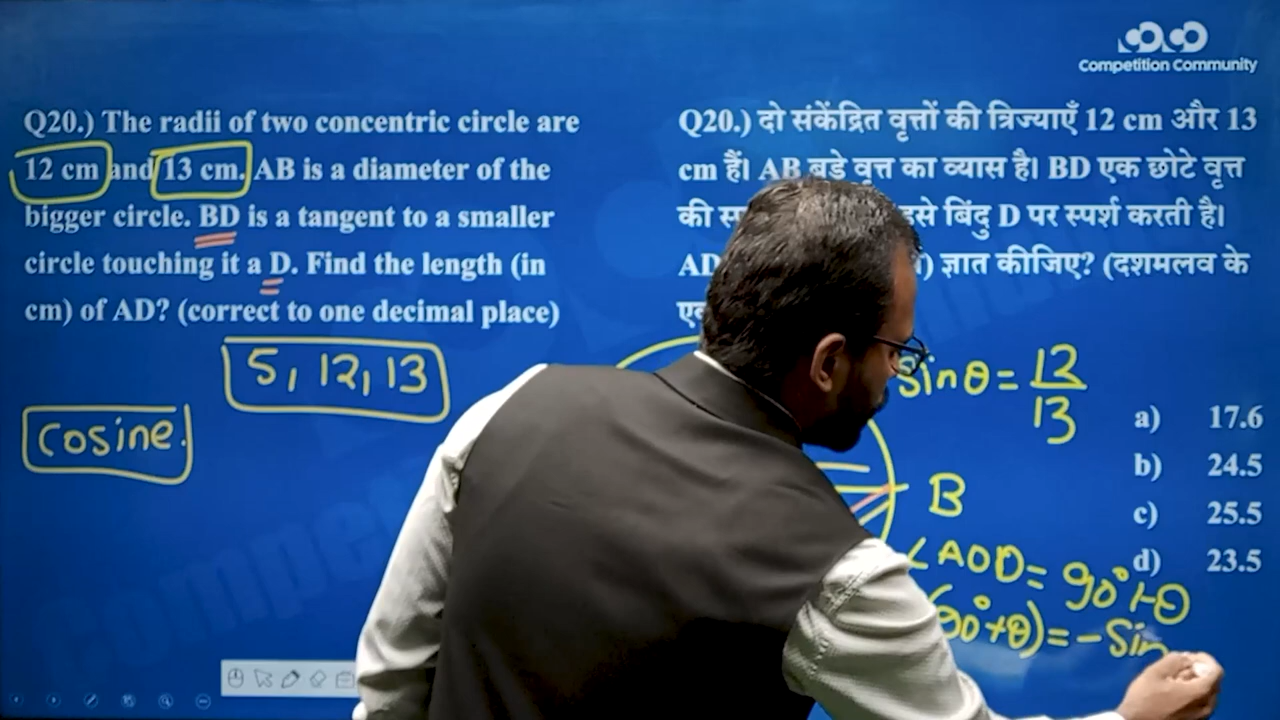 Competition Community
Q20.) The radii of two concentric circle are
12 cm and 13 cm. AB is a diameter of the
bigger circle. BD is a tangent to a smaller
circle touching it a D. Find the length (in
cm) of AD? (correct to one decimal place)
5, 12, 13
cosine.
Q20.) दो संकेंद्रित वृत्तों की त्रिज्याएँ 12 cm और 13
cm हैं। AB बड़े वृत्त का व्यास है। BD एक छोटे वृत्त
की बिंदु D पर स्पर्श करती है।
AD ज्ञात कीजिए? (दशमलव के
sinθ = 12/13
a) 17.6
b) 24.5
c) 25.5
d) 23.5
B
∠AOD = 90°+θ
90°+θ) = -Sin